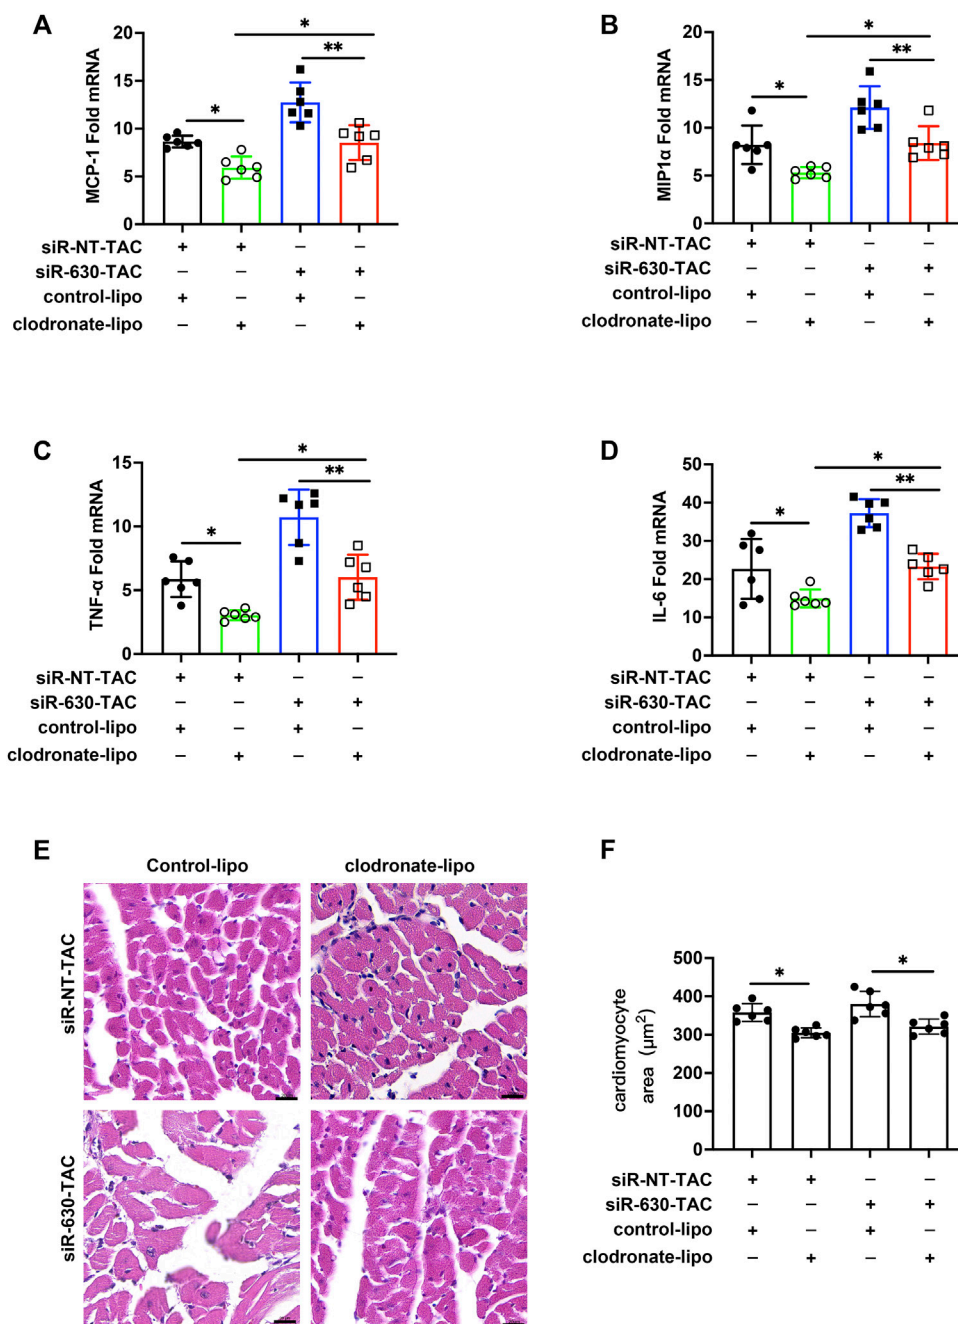 A
MCP-1 Fold mRNA
20
15
10
5
0
*
*
**
siR-NT-TAC + + − −
siR-630-TAC − − + +
control-lipo + − + −
clodronate-lipo − + − +
B
MIP1α Fold mRNA
20
15
10
5
0
*
*
**
siR-NT-TAC + + − −
siR-630-TAC − − + +
control-lipo + − + −
clodronate-lipo − + − +
C
TNF-α Fold mRNA
15
10
5
0
*
*
**
siR-NT-TAC + + − −
siR-630-TAC − − + +
control-lipo + − + −
clodronate-lipo − + − +
D
IL-6 Fold mRNA
50
40
30
20
10
0
*
*
**
siR-NT-TAC + + − −
siR-630-TAC − − + +
control-lipo + − + −
clodronate-lipo − + − +
E
Control-lipo clodronate-lipo
siR-NT-TAC
siR-630-TAC
F
cardiomyocyte
area (μm²)
500
400
300
200
100
0
*
*
siR-NT-TAC + + − −
siR-630-TAC − − + +
control-lipo + − + −
clodronate-lipo − + − +